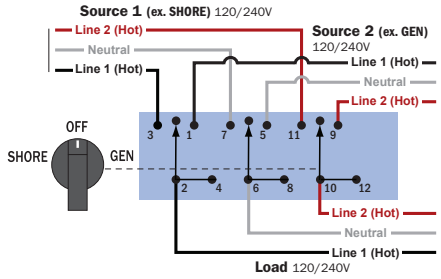 Source 1 (ex. SHORE) 120/240V
Line 2 (Hot)
Neutral
Line 1 (Hot)
Source 2 (ex. GEN)
120/240V
Line 1 (Hot)
Neutral
Line 2 (Hot)
3 1 7 5 11 9
OFF
SHORE GEN
2 4 6 8 10 12
Line 2 (Hot)
Neutral
Line 1 (Hot)
Load 120/240V